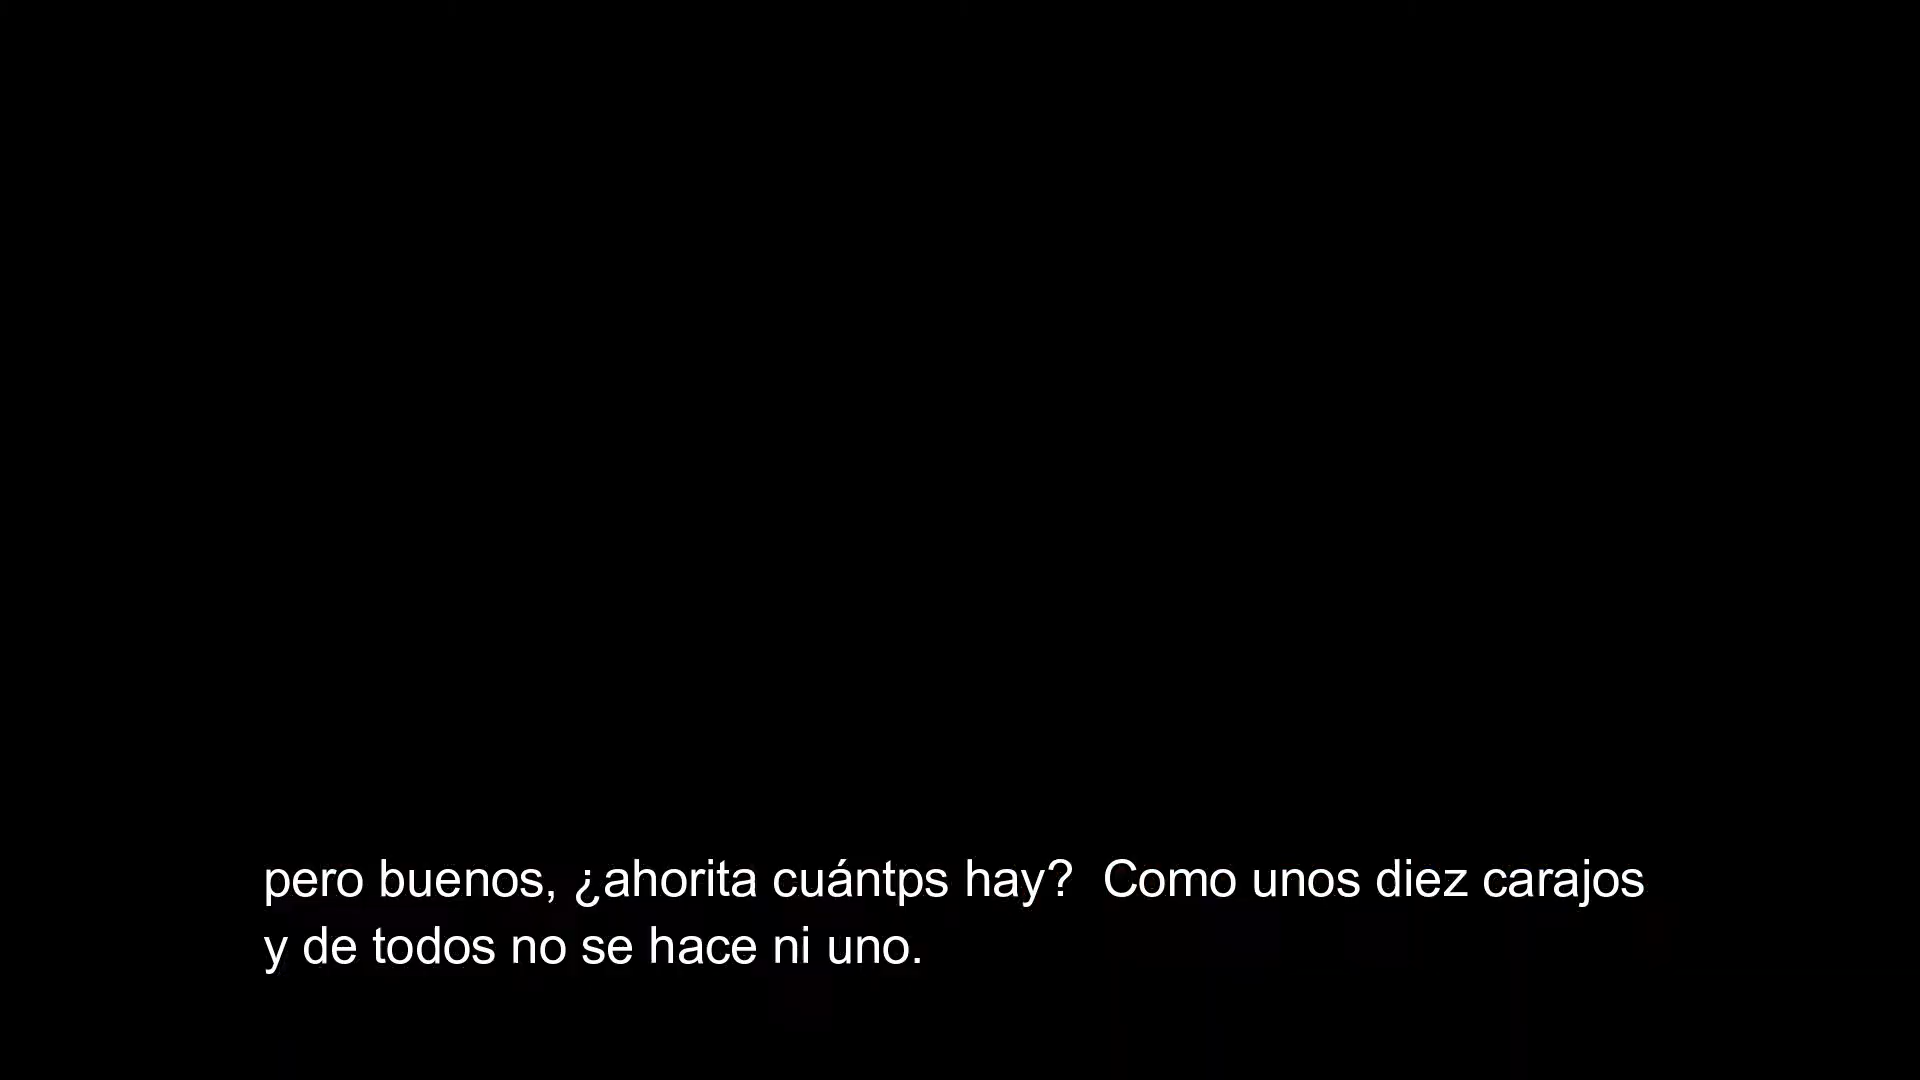 pero buenos, ¿ahorita cuántps hay?  Como unos diez carajos
y de todos no se hace ni uno.